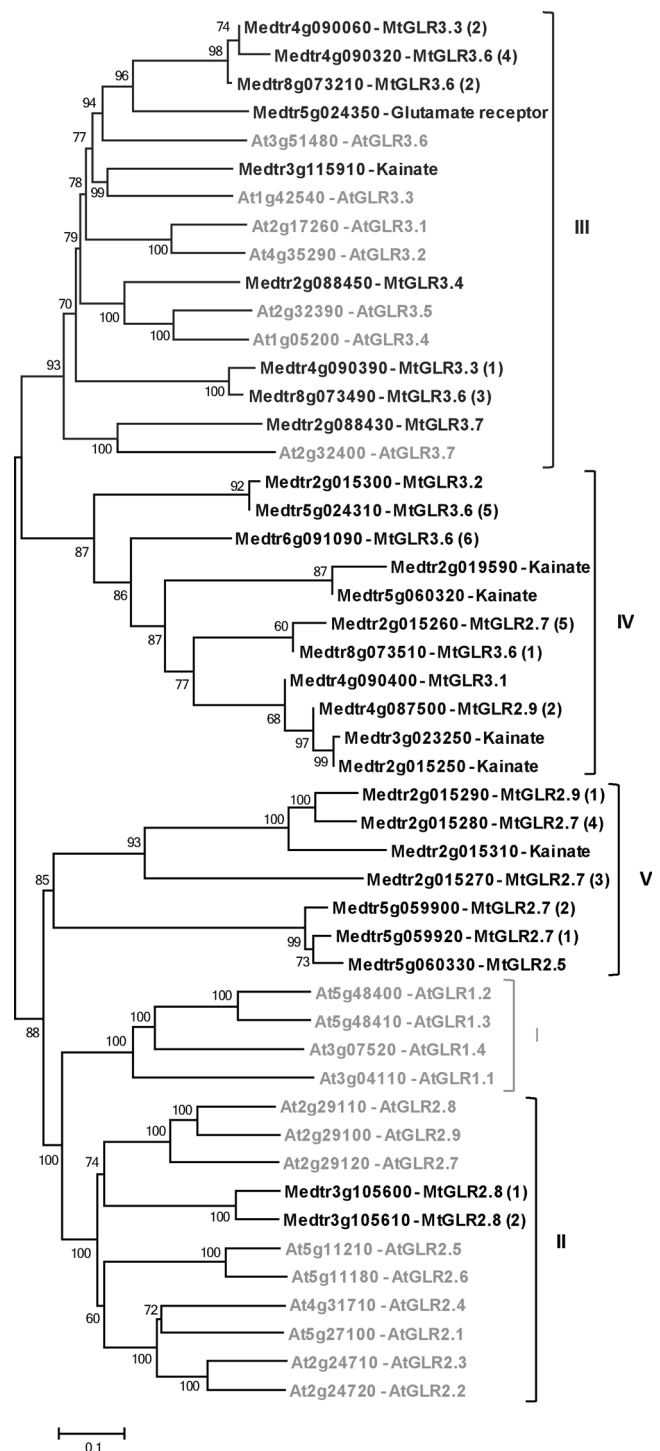 74
Medtr4g090060-MtGLR3.3 (2)
98
Medtr4g090320-MtGLR3.6 (4)
96
Medtr8g073210-MtGLR3.6 (2)
94
Medtr5g024350-Glutamate receptor
77
At3g51480-AtGLR3.6
Medtr3g115910-Kainate
78
99
At1g42540-AtGLR3.3
At2g17260-AtGLR3.1
III
79
100
At4g35290-AtGLR3.2
Medtr2g088450-MtGLR3.4
70
100
At2g32390-AtGLR3.5
100
At1g05200-AtGLR3.4
93
Medtr4g090390-MtGLR3.3 (1)
100
Medtr8g073490-MtGLR3.6 (3)
Medtr2g088430-MtGLR3.7
100
At2g32400-AtGLR3.7
92
Medtr2g015300-MtGLR3.2
Medtr5g024310-MtGLR3.6 (5)
87
Medtr6g091090-MtGLR3.6 (6)
86
87
Medtr2g019590-Kainate
Medtr5g060320-Kainate
87
60
Medtr2g015260-MtGLR2.7 (5)
IV
Medtr8g073510-MtGLR3.6 (1)
77
Medtr4g090400-MtGLR3.1
68
Medtr4g087500-MtGLR2.9 (2)
97
Medtr3g023250-Kainate
99
Medtr2g015250-Kainate
100
Medtr2g015290-MtGLR2.9 (1)
100
Medtr2g015280-MtGLR2.7 (4)
93
Medtr2g015310-Kainate
85
Medtr2g015270-MtGLR2.7 (3)
V
Medtr5g059900-MtGLR2.7 (2)
99
Medtr5g059920-MtGLR2.7 (1)
73
Medtr5g060330-MtGLR2.5
100
At5g48400-AtGLR1.2
100
At5g48410-AtGLR1.3
88
100
At3g07520-AtGLR1.4
I
At3g04110-AtGLR1.1
100
At2g29110-AtGLR2.8
100
At2g29100-AtGLR2.9
100
74
At2g29120-AtGLR2.7
Medtr3g105600-MtGLR2.8 (1)
100
Medtr3g105610-MtGLR2.8 (2)
100
100
At5g11210-AtGLR2.5
II
At5g11180-AtGLR2.6
60
72
At4g31710-AtGLR2.4
At5g27100-AtGLR2.1
100
At2g24710-AtGLR2.3
100
At2g24720-AtGLR2.2
0.1